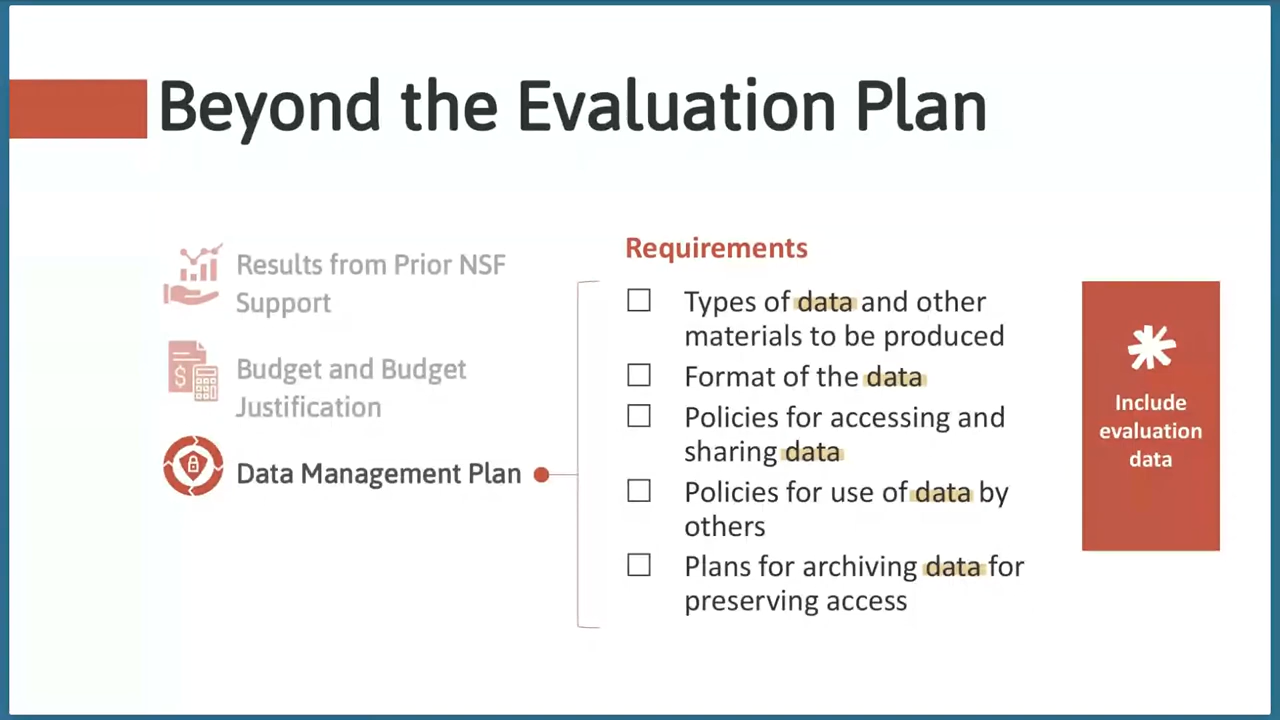 Beyond the Evaluation Plan
Results from Prior NSF
Support
Budget and Budget
Justification
Data Management Plan
Requirements
Types of data and other
materials to be produced
Format of the data
Policies for accessing and
sharing data
Policies for use of data by
others
Plans for archiving data for
preserving access
Include
evaluation
data